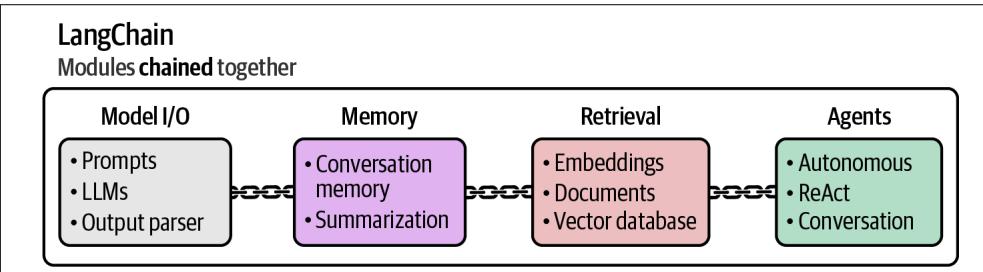 LangChain
Modules chained together
Model I/O
• Prompts
• LLMs
• Output parser
Memory
• Conversation
memory
• Summarization
Retrieval
• Embeddings
• Documents
• Vector database
Agents
• Autonomous
• ReAct
• Conversation